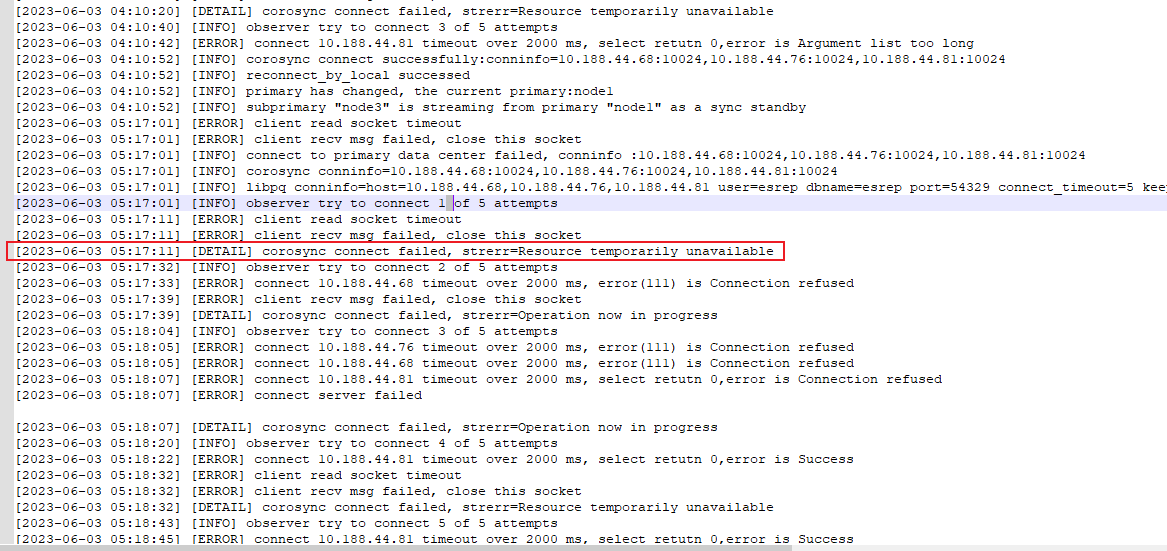 [2023-06-03 04:10:20] [DETAIL] corosync connect failed, strerr=Resource temporarily unavailable
[2023-06-03 04:10:40] [INFO] observer try to connect 3 of 5 attempts
[2023-06-03 04:10:42] [ERROR] connect 10.188.44.81 timeout over 2000 ms, select retutn 0,error is Argument list too long
[2023-06-03 04:10:52] [INFO] corosync connect successfully:conninfo=10.188.44.68:10024,10.188.44.76:10024,10.188.44.81:10024
[2023-06-03 04:10:52] [INFO] reconnect_by_local successed
[2023-06-03 04:10:52] [INFO] primary has changed, the current primary:node1
[2023-06-03 04:10:52] [INFO] subprimary "node3" is streaming from primary "node1" as a sync standby
[2023-06-03 05:17:01] [ERROR] client read socket timeout
[2023-06-03 05:17:01] [ERROR] client recv msg failed, close this socket
[2023-06-03 05:17:01] [INFO] connect to primary data center failed, conninfo :10.188.44.68:10024,10.188.44.76:10024,10.188.44.81:10024
[2023-06-03 05:17:01] [INFO] corosync conninfo=10.188.44.68:10024,10.188.44.76:10024,10.188.44.81:10024
[2023-06-03 05:17:01] [INFO] libpq conninfo=host=10.188.44.68,10.188.44.76,10.188.44.81 user=esrep dbname=esrep port=54329 connect_timeout=5 kee
[2023-06-03 05:17:01] [INFO] observer try to connect 1 of 5 attempts
[2023-06-03 05:17:11] [ERROR] client read socket timeout
[2023-06-03 05:17:11] [ERROR] client recv msg failed, close this socket
[2023-06-03 05:17:11] [DETAIL] corosync connect failed, strerr=Resource temporarily unavailable
[2023-06-03 05:17:32] [INFO] observer try to connect 2 of 5 attempts
[2023-06-03 05:17:33] [ERROR] connect 10.188.44.68 timeout over 2000 ms, error(111) is Connection refused
[2023-06-03 05:17:39] [ERROR] client recv msg failed, close this socket
[2023-06-03 05:17:39] [DETAIL] corosync connect failed, strerr=Operation now in progress
[2023-06-03 05:18:04] [INFO] observer try to connect 3 of 5 attempts
[2023-06-03 05:18:05] [ERROR] connect 10.188.44.76 timeout over 2000 ms, error(111) is Connection refused
[2023-06-03 05:18:05] [ERROR] connect 10.188.44.68 timeout over 2000 ms, error(111) is Connection refused
[2023-06-03 05:18:07] [ERROR] connect 10.188.44.81 timeout over 2000 ms, select retutn 0,error is Connection refused
[2023-06-03 05:18:07] [ERROR] connect server failed
[2023-06-03 05:18:07] [DETAIL] corosync connect failed, strerr=Operation now in progress
[2023-06-03 05:18:20] [INFO] observer try to connect 4 of 5 attempts
[2023-06-03 05:18:22] [ERROR] connect 10.188.44.81 timeout over 2000 ms, select retutn 0,error is Success
[2023-06-03 05:18:32] [ERROR] client read socket timeout
[2023-06-03 05:18:32] [ERROR] client recv msg failed, close this socket
[2023-06-03 05:18:32] [DETAIL] corosync connect failed, strerr=Resource temporarily unavailable
[2023-06-03 05:18:43] [INFO] observer try to connect 5 of 5 attempts
[2023-06-03 05:18:45] [ERROR] connect 10.188.44.81 timeout over 2000 ms, select retutn 0,error is Success